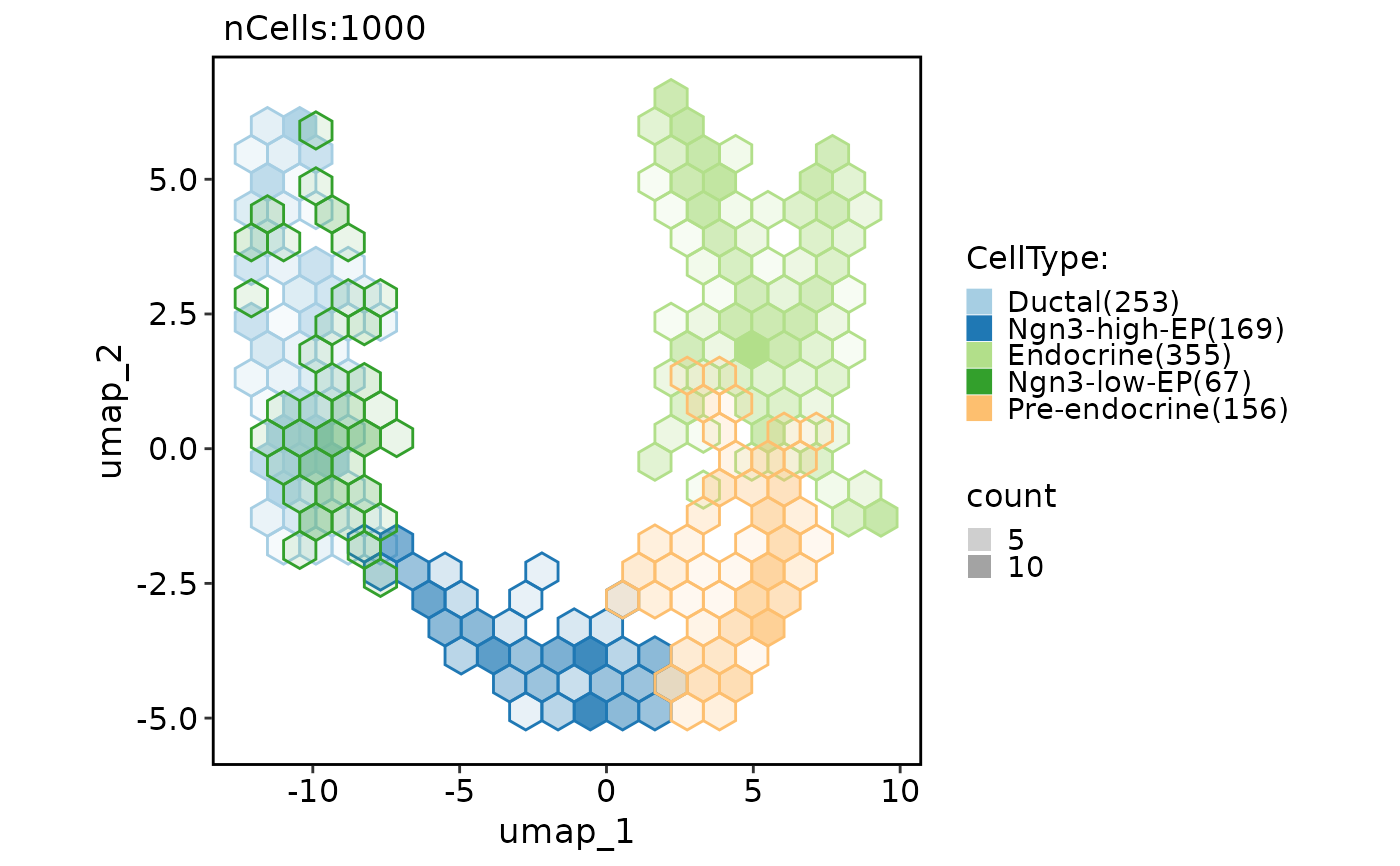 nCells:1000
umap_2
5.0
2.5
0.0
-2.5
-5.0
-10
-5
0
5
10
umap_1
CellType:
Ductal(253)
Ngn3-high-EP(169)
Endocrine(355)
Ngn3-low-EP(67)
Pre-endocrine(156)
count
5
10